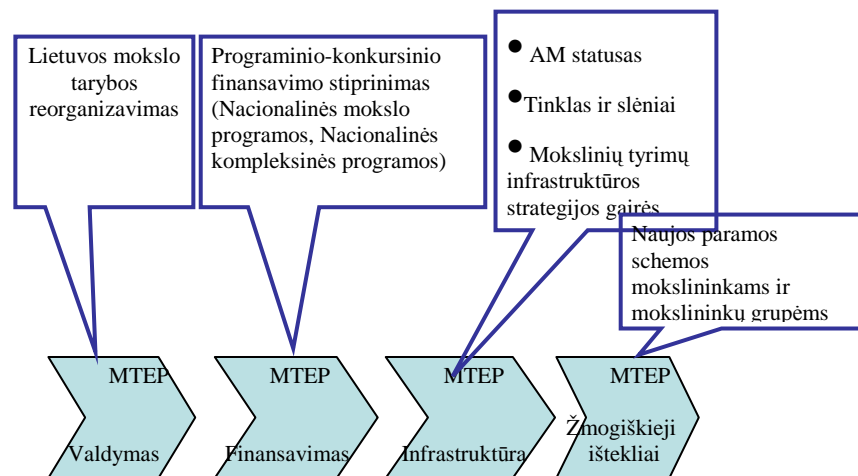 Lietuvos mokslo
tarybos
reorganizavimas
Programinio-konkursinio
finansavimo stiprinimas
(Nacionalinės mokslo
programos, Nacionalinės
kompleksinės programos)
• AM statusas
• Tinklas ir slėniai
• Mokslinių tyrimų
infrastruktūros
strategijos gairės
Naujos paramos
schemos
mokslininkams ir
mokslininkų grupėms
MTEP
Valdymas
MTEP
Finansavimas
MTEP
Infrastruktūra
MTEP
Žmogiškieji
ištekliai